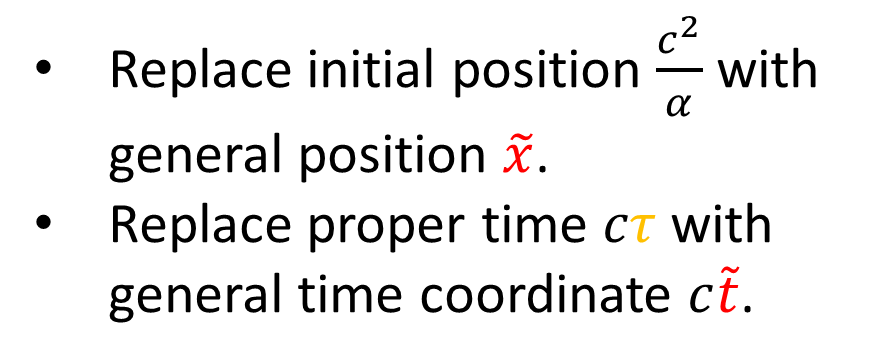 • Replace initial position c²/α with
general position x̃.
• Replace proper time cτ with
general time coordinate ct̃.